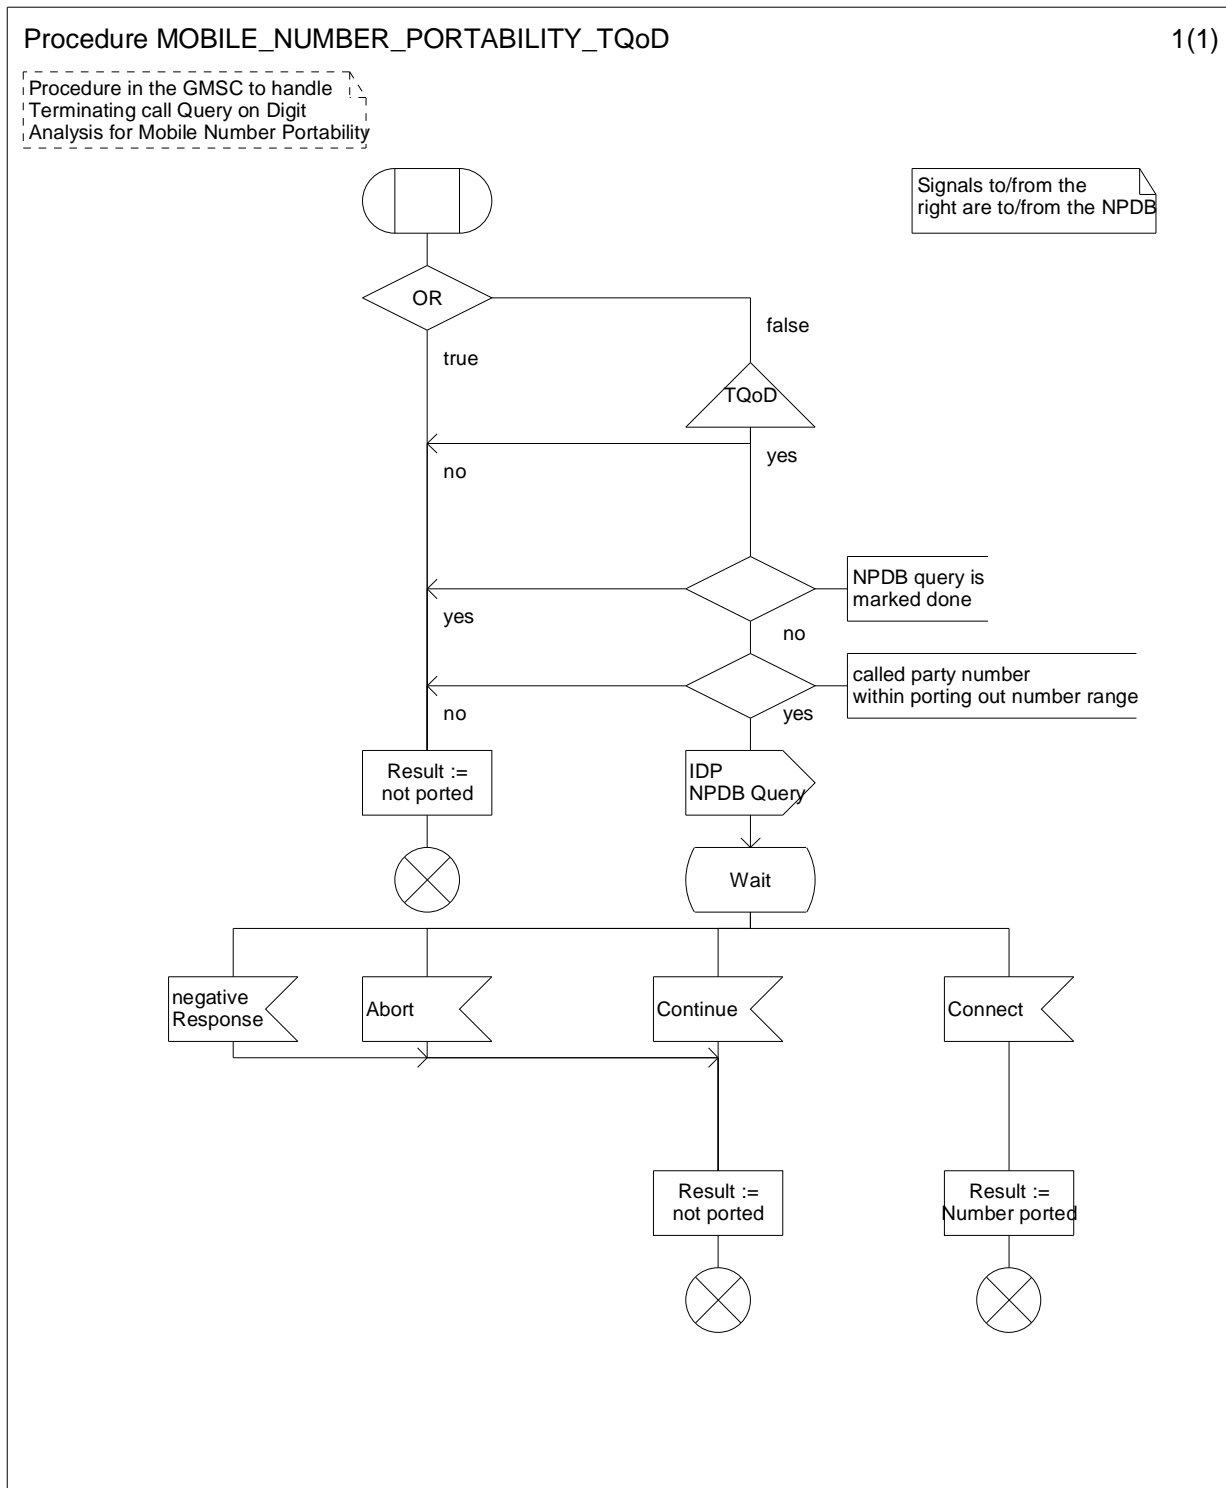 Procedure MOBILE_NUMBER_PORTABILITY_TQoD
1(1)
Procedure in the GMSC to handle
Terminating call Query on Digit
Analysis for Mobile Number Portability
Signals to/from the
right are to/from the NPDB
OR
false
true
TQoD
yes
no
NPDB query is
marked done
yes
no
called party number
within porting out number range
no
yes
Result :=
not ported
IDP
NPDB Query
Wait
negative
Response
Abort
Continue
Connect
Result :=
not ported
Result :=
Number ported